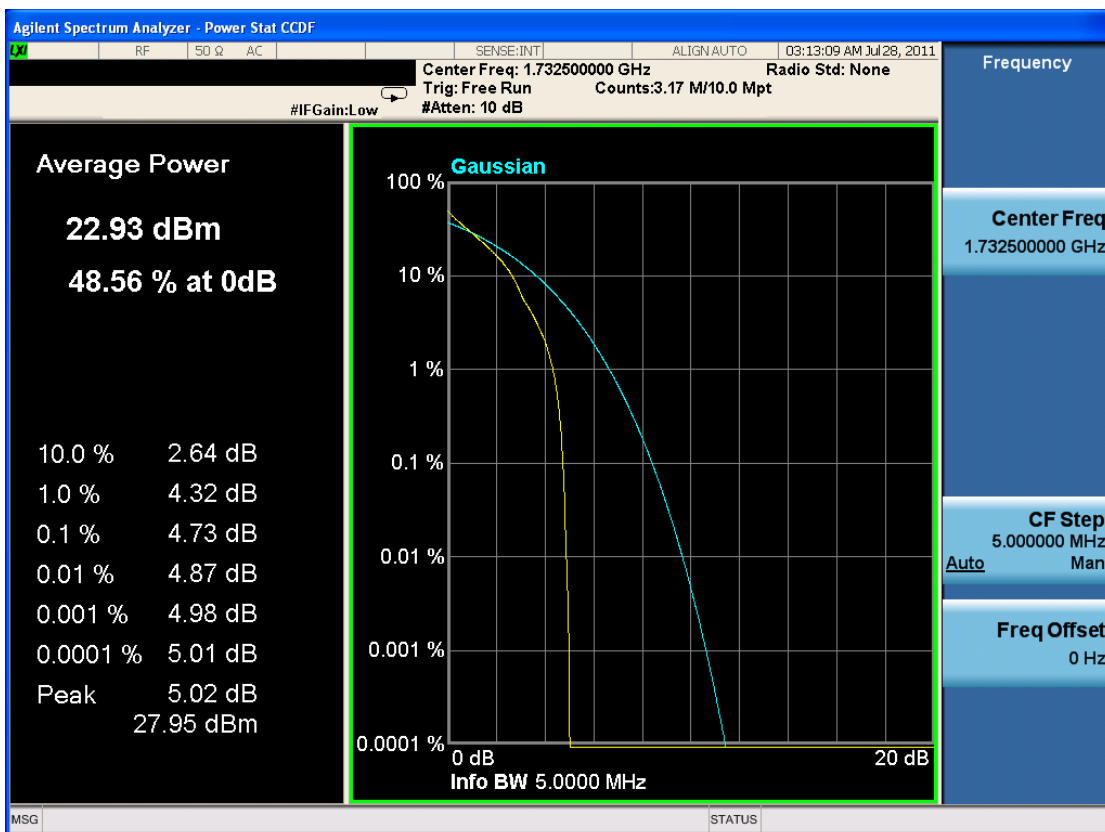 Agilent Spectrum Analyzer - Power Stat CCDF
LXI RF 50 Ω AC SENSE:INT ALIGN AUTO 03:13:09 AM Jul 28, 2011
Center Freq: 1.732500000 GHz Radio Std: None
Trig: Free Run Counts:3.17 M/10.0 Mpt
#IFGain:Low #Atten: 10 dB
Average Power
22.93 dBm
48.56 % at 0dB
10.0 % 2.64 dB
1.0 % 4.32 dB
0.1 % 4.73 dB
0.01 % 4.87 dB
0.001 % 4.98 dB
0.0001 % 5.01 dB
Peak 5.02 dB
27.95 dBm
Gaussian
100 %
10 %
1 %
0.1 %
0.01 %
0.001 %
0.0001 %
0 dB 20 dB
Info BW 5.0000 MHz
Frequency
Center Freq
1.732500000 GHz
CF Step
5.000000 MHz
Auto Man
Freq Offset
0 Hz
MSG STATUS